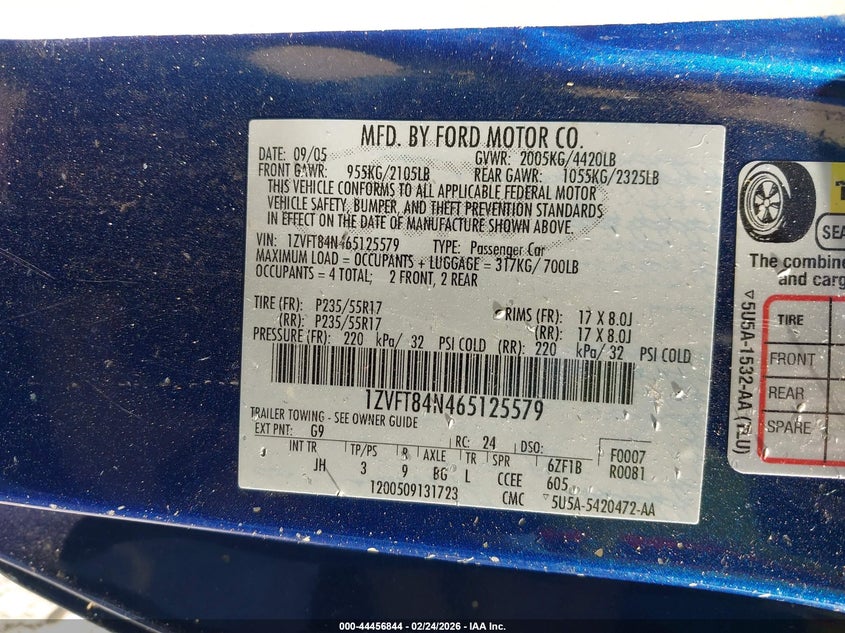 MFD. BY FORD MOTOR CO.
DATE: 09/05 GVWR: 2005KG/4420LB
FRONT GAWR: 955KG/2105LB REAR GAWR: 1055KG/2325LB
THIS VEHICLE CONFORMS TO ALL APPLICABLE FEDERAL MOTOR
VEHICLE SAFETY, BUMPER, AND THEFT PREVENTION STANDARDS
IN EFFECT ON THE DATE OF MANUFACTURE SHOWN ABOVE.
VIN: 1ZVFT84N465125579 TYPE: Passenger Car
MAXIMUM LOAD = OCCUPANTS + LUGGAGE = 317KG/700LB
OCCUPANTS = 4 TOTAL; 2 FRONT, 2 REAR
TIRE (FR): P235/55R17 RIMS (FR): 17 X 8.0J
(RR): P235/55R17 (RR): 17 X 8.0J
PRESSURE (FR): 220 kPa/ 32 PSI COLD (RR): 220 kPa/ 32 PSI COLD
1ZVFT84N465125579
TRAILER TOWING - SEE OWNER GUIDE
EXT PNT: G9 RC: 24 DSO: F0007
INT TR TP/PS R AXLE TR SPR 6ZF1B R0081
JH 3 9 BG L CCEE 605
1200509131723 CMC ▽5U5A-5420472-AA
SEA
The combine
and carg
TIRE
FRONT
REAR
SPARE
▽5U5A-1532-AA (1LU)
000-44456844 - 02/24/2026 - IAA Inc.